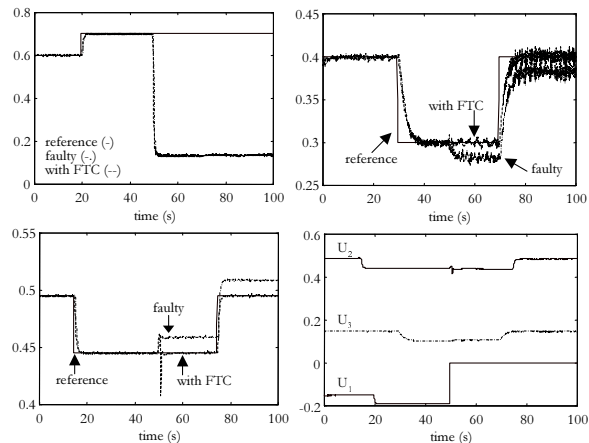 0.8
0.6
0.4
0.2
0
reference (-)
faulty (-.)
with FTC (--)
0 20 40 60 80 100
time (s)
0.45
0.4
0.35
0.3
0.25
with FTC
reference
faulty
0 20 40 60 80 100
time (s)
0.55
0.5
0.45
0.4
faulty
reference
with FTC
0 20 40 60 80 100
time (s)
0.6
0.4
0.2
0
-0.2
U₂
U₃
U₁
0 20 40 60 80 100
time (s)